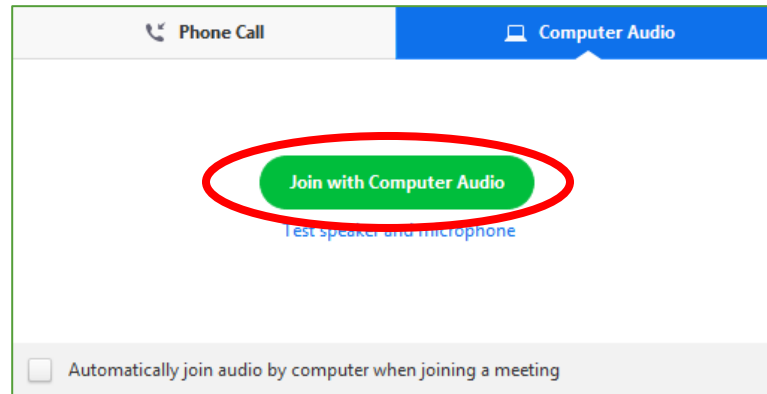 Phone Call
Computer Audio
Join with Computer Audio
Test speaker and microphone
Automatically join audio by computer when joining a meeting